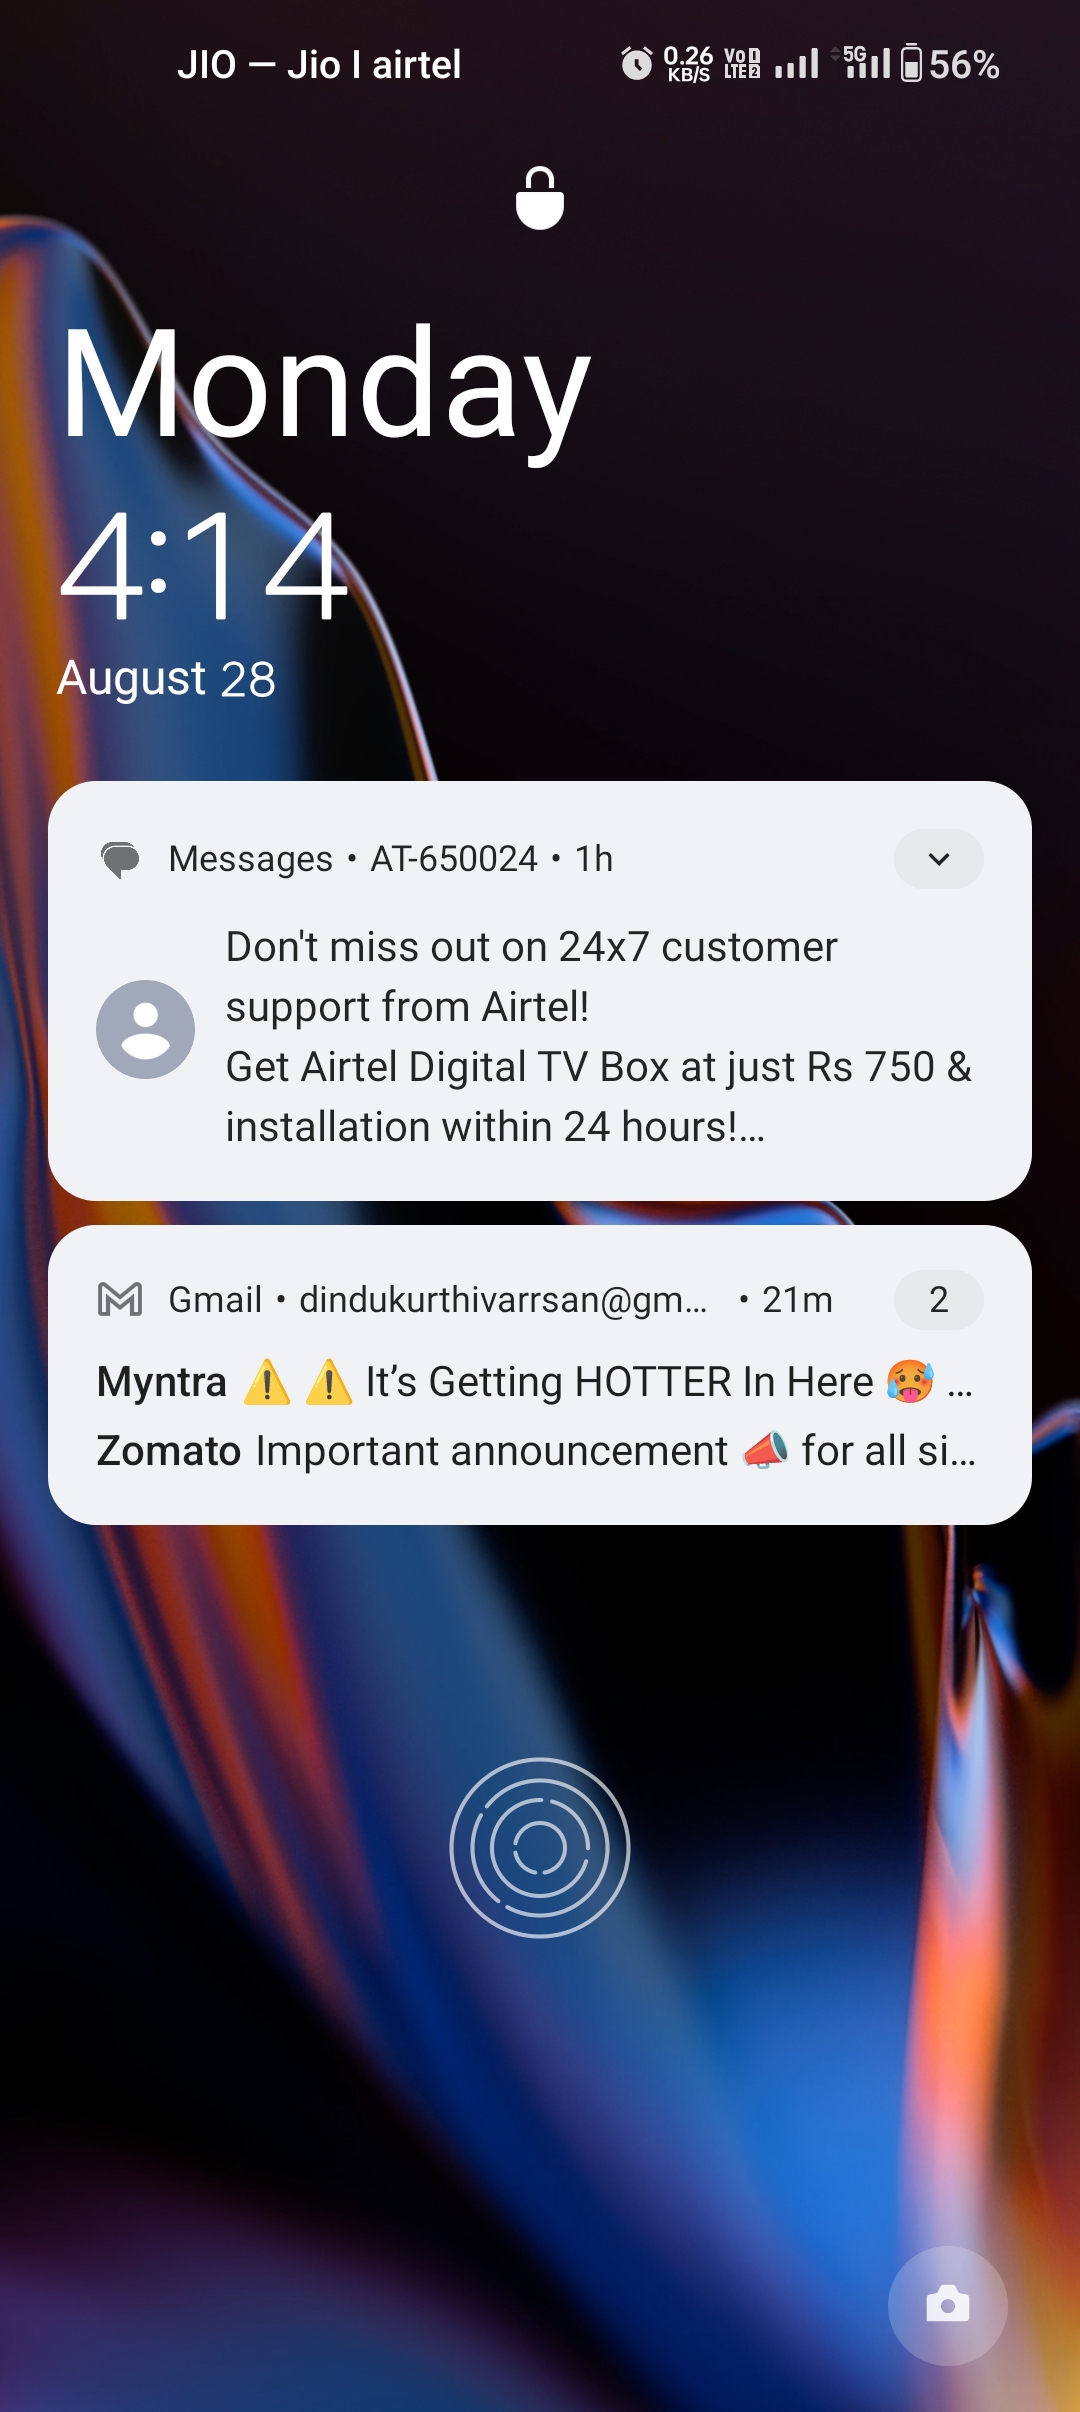 JIO — Jio | airtel 0.26 KB/S VoD LTE2 5G 56%
Monday
4:14
August 28
Messages • AT-650024 • 1h
Don't miss out on 24x7 customer
support from Airtel!
Get Airtel Digital TV Box at just Rs 750 &
installation within 24 hours!...
Gmail • dindukurthivarrsan@gm... • 21m 2
Myntra ⚠️ ⚠️ It’s Getting HOTTER In Here 🥵 ...
Zomato Important announcement 📣 for all si...